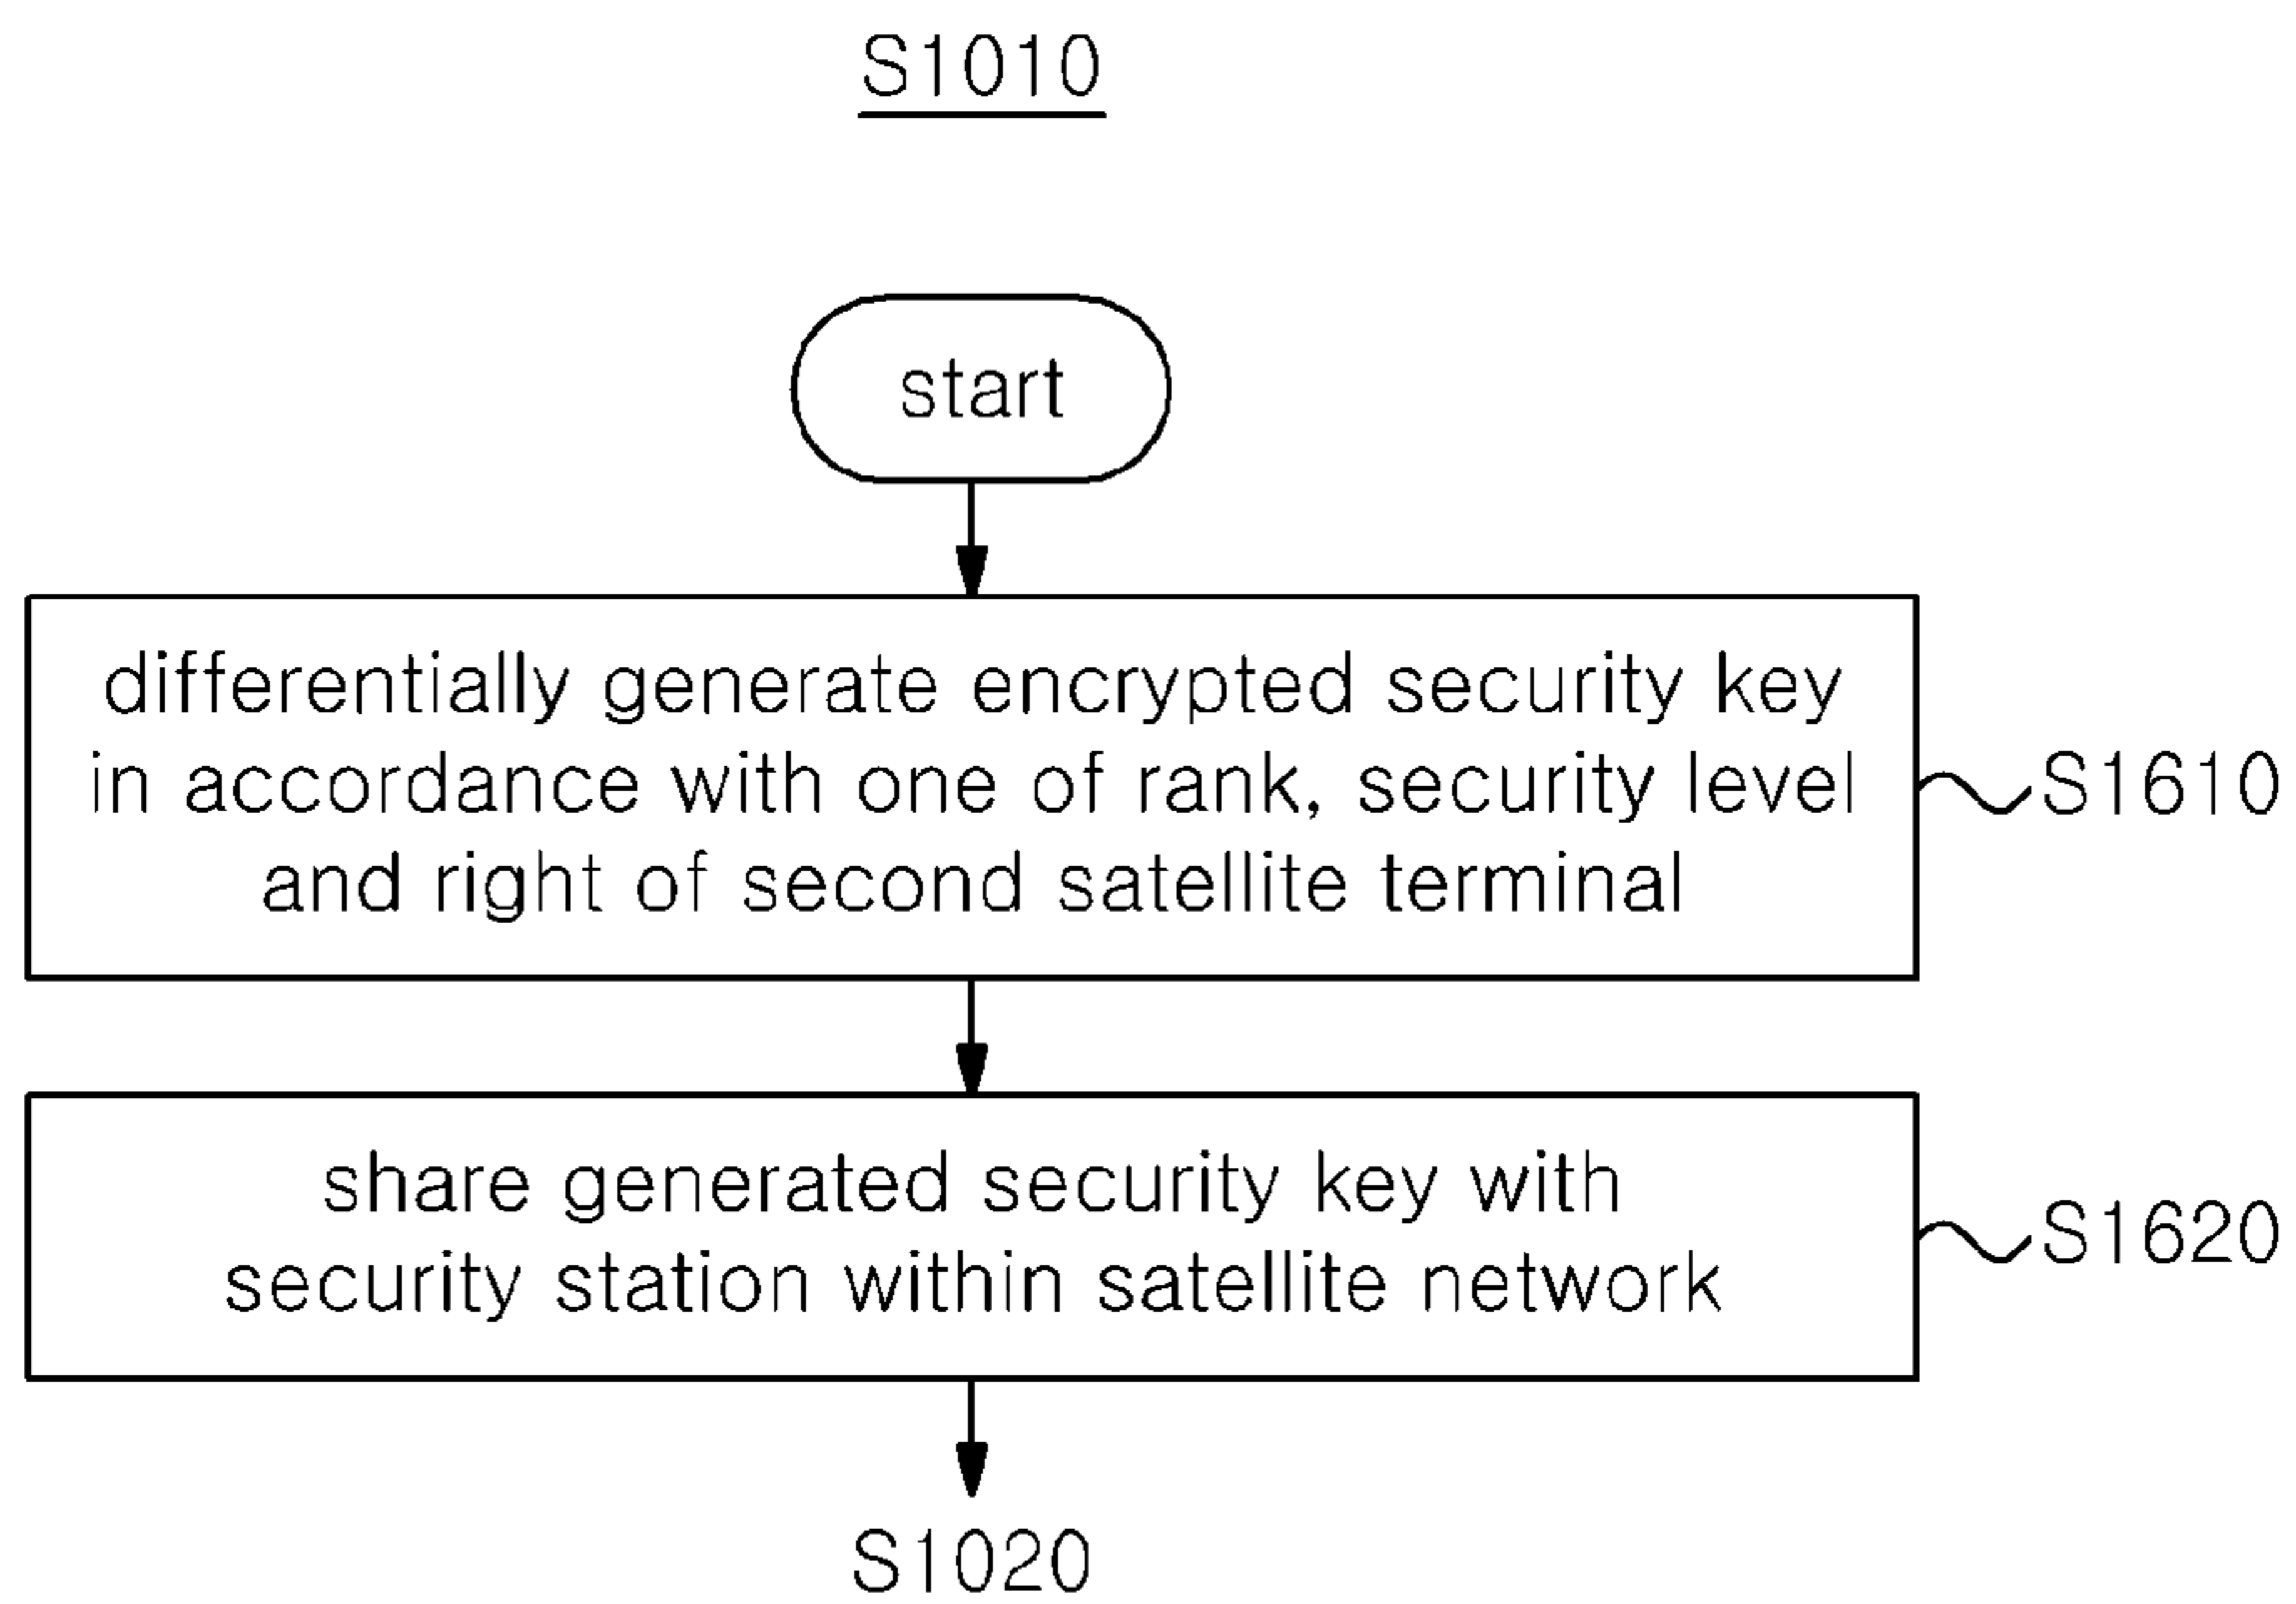 S1010
start
differentially generate encrypted security key
in accordance with one of rank, security level
and right of second satellite terminal
S1610
share generated security key with
security station within satellite network
S1620
S1020